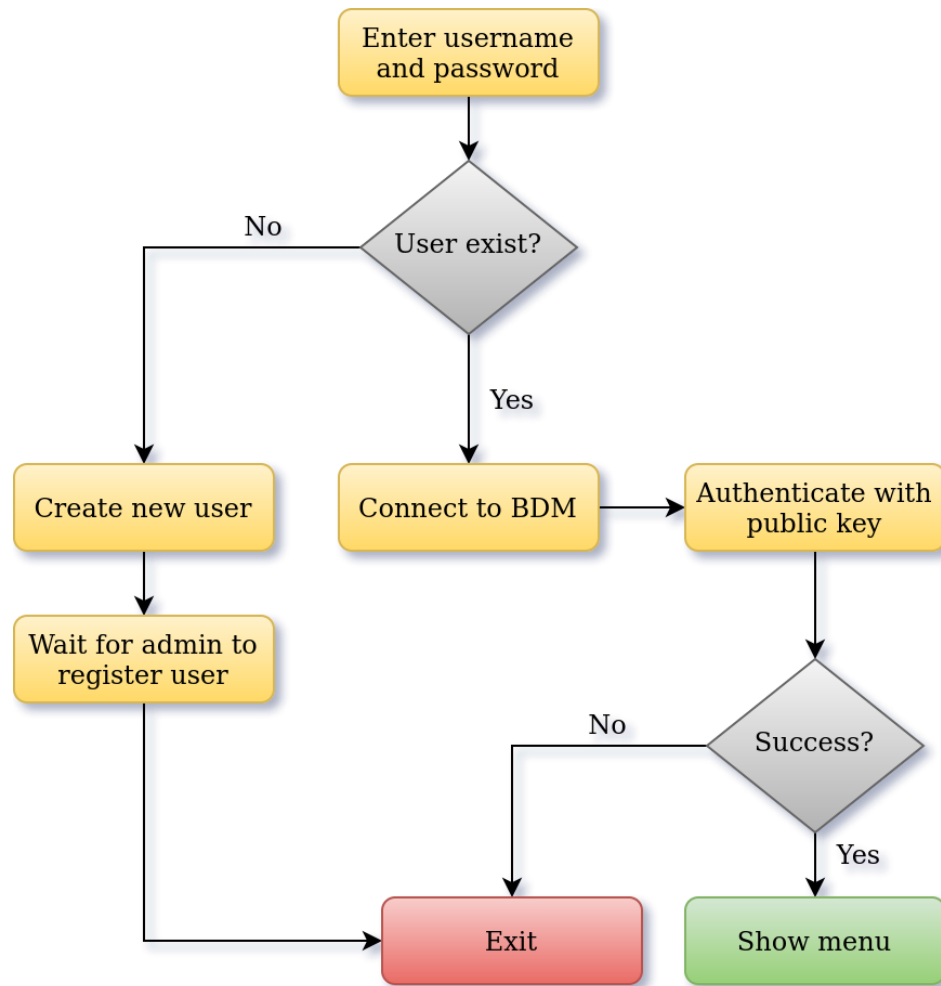 Enter username
and password
User exist?
No
Yes
Create new user
Connect to BDM
Authenticate with
public key
Wait for admin to
register user
No
Success?
Yes
Exit
Show menu